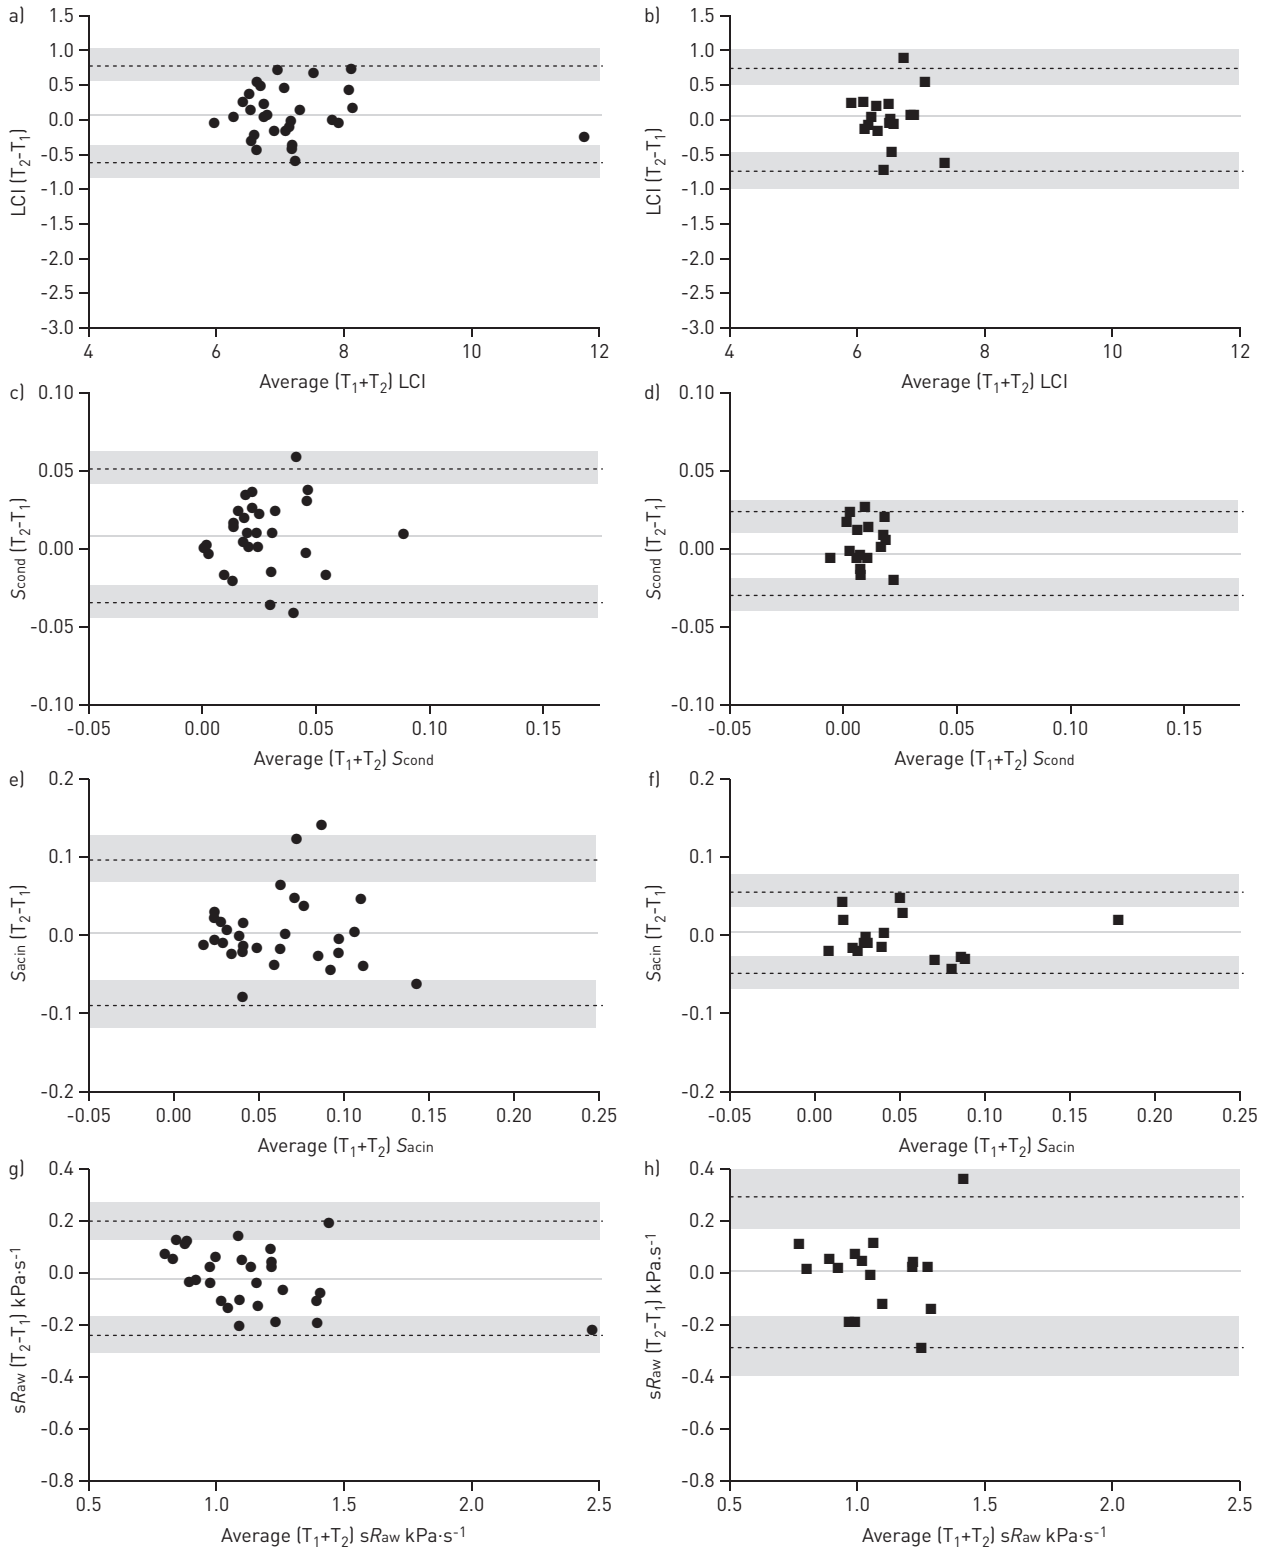 a)
1.5
1.0
0.5
0.0
-0.5
-1.0
-1.5
-2.0
-2.5
-3.0
LCI (T2-T1)
4 6 8 10 12
Average (T1+T2) LCI
b)
1.5
1.0
0.5
0.0
-0.5
-1.0
-1.5
-2.0
-2.5
-3.0
LCI (T2-T1)
4 6 8 10 12
Average (T1+T2) LCI
c)
0.10
0.05
0.00
-0.05
-0.10
Scond (T2-T1)
-0.05 0.00 0.05 0.10 0.15
Average (T1+T2) Scond
d)
0.10
0.05
0.00
-0.05
-0.10
Scond (T2-T1)
-0.05 0.00 0.05 0.10 0.15
Average (T1+T2) Scond
e)
0.2
0.1
0.0
-0.1
-0.2
Sacin (T2-T1)
-0.05 0.00 0.05 0.10 0.15 0.20 0.25
Average (T1+T2) Sacin
f)
0.2
0.1
0.0
-0.1
-0.2
Sacin (T2-T1)
-0.05 0.00 0.05 0.10 0.15 0.20 0.25
Average (T1+T2) Sacin
g)
0.4
0.2
0.0
-0.2
-0.4
-0.6
-0.8
sRaw (T2-T1) kPa·s-1
0.5 1.0 1.5 2.0 2.5
Average (T1+T2) sRaw kPa·s-1
h)
0.4
0.2
0.0
-0.2
-0.4
-0.6
-0.8
sRaw (T2-T1) kPa.s-1
0.5 1.0 1.5 2.0 2.5
Average (T1+T2) sRaw kPa·s-1